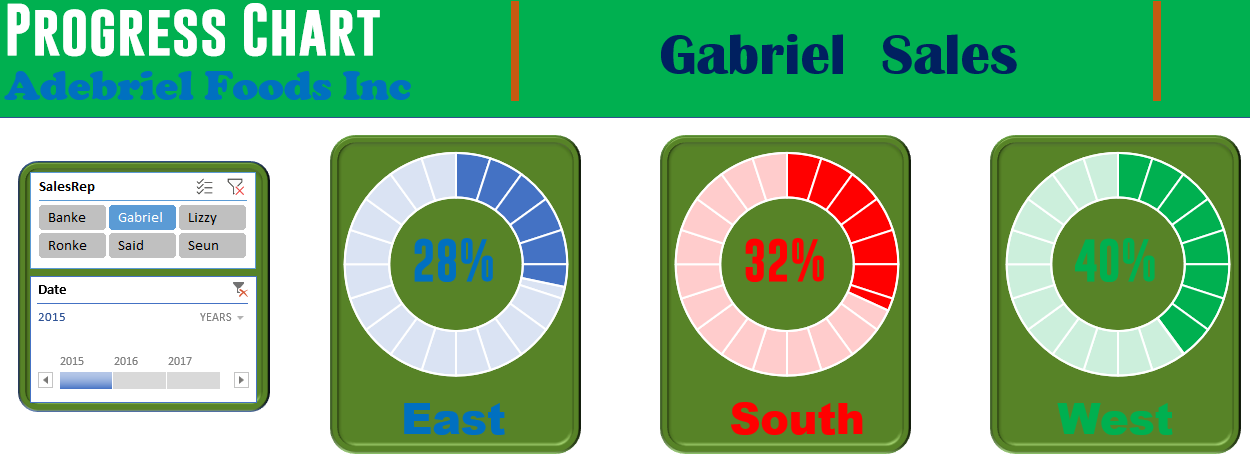 PROGRESS CHART
Adebriel Foods Inc
Gabriel Sales
SalesRep
Banke Gabriel Lizzy
Ronke Said Seun
Date
2015 YEARS
2015 2016 2017
28%
East
32%
South
40%
West